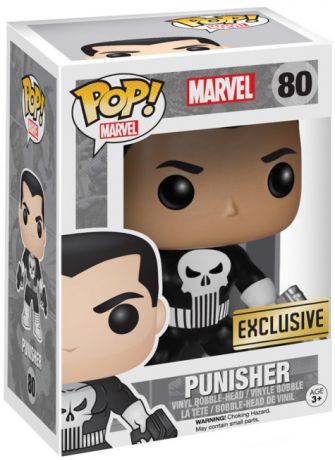 POP!
MARVEL
MARVEL 80
POP!
MARVEL
PUNISHER
80
EXCLUSIVE
PUNISHER
VINYL BOBBLE-HEAD / VINYLE BOBBLE
LA TÊTE / BOBBLE-HEAD DE VINIL
WARNING! CHOKING HAZARD.
May contain small parts.
AGE
3+